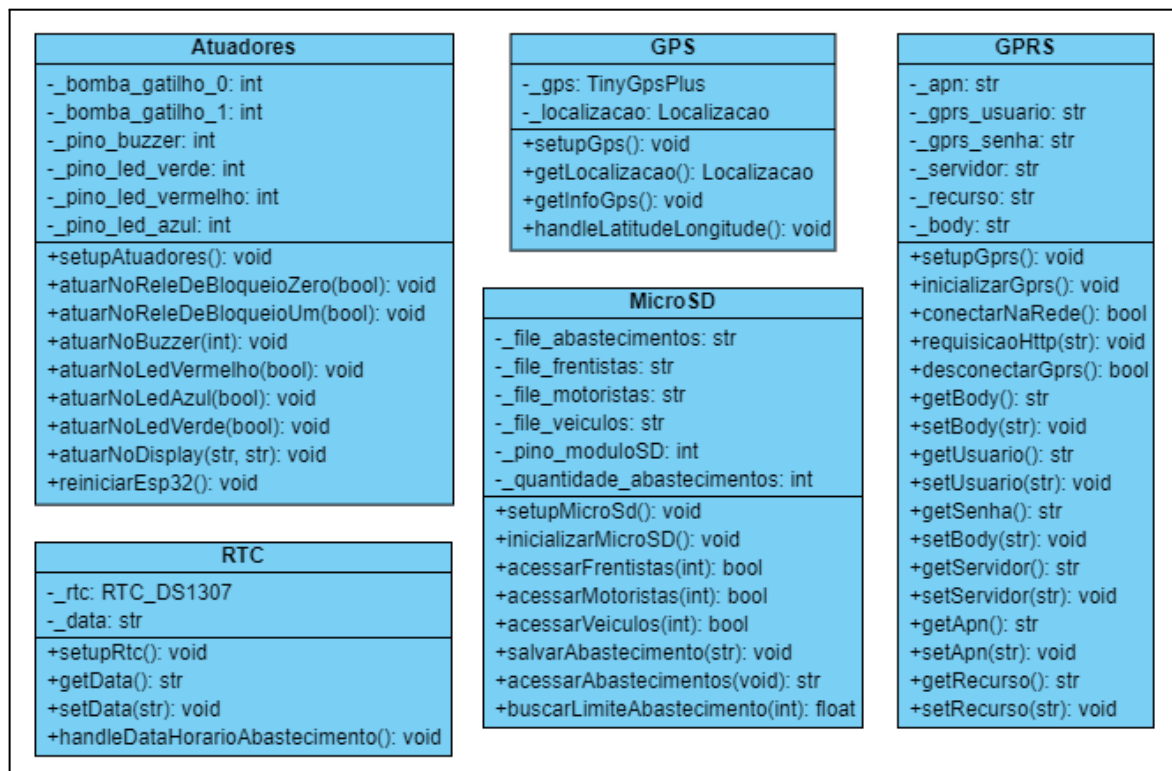 Atuadores
-_bomba_gatilho_0: int
-_bomba_gatilho_1: int
-_pino_buzzer: int
-_pino_led_verde: int
-_pino_led_vermelho: int
-_pino_led_azul: int
+setupAtuadores(): void
+atuarNoReleDeBloqueioZero(bool): void
+atuarNoReleDeBloqueioUm(bool): void
+atuarNoBuzzer(int): void
+atuarNoLedVermelho(bool): void
+atuarNoLedAzul(bool): void
+atuarNoLedVerde(bool): void
+atuarNoDisplay(str, str): void
+reiniciarEsp32(): void
RTC
-_rtc: RTC_DS1307
-_data: str
+setupRtc(): void
+getData(): str
+setData(str): void
+handleDataHorarioAbastecimento(): void
GPS
-_gps: TinyGpsPlus
-_localizacao: Localizacao
+setupGps(): void
+getLocalizacao(): Localizacao
+getInfoGps(): void
+handleLatitudeLongitude(): void
MicroSD
-_file_abastecimentos: str
-_file_frentistas: str
-_file_motoristas: str
-_file_veiculos: str
-_pino_moduloSD: int
-_quantidade_abastecimentos: int
+setupMicroSd(): void
+inicializarMicroSD(): void
+acessarFrentistas(int): bool
+acessarMotoristas(int): bool
+acessarVeiculos(int): bool
+salvarAbastecimento(str): void
+acessarAbastecimentos(void): str
+buscarLimiteAbastecimento(int): float
GPRS
-_apn: str
-_gprs_usuario: str
-_gprs_senha: str
-_servidor: str
-_recurso: str
-_body: str
+setupGprs(): void
+inicializarGprs(): void
+conectarNaRede(): bool
+requisicaoHttp(str): void
+desconectarGprs(): bool
+getBody(): str
+setBody(str): void
+getUsuario(): str
+setUsuario(str): void
+getSenha(): str
+setBody(str): void
+getServidor(): str
+setServidor(str): void
+getApn(): str
+setApn(str): void
+getRecurso(): str
+setRecurso(str): void